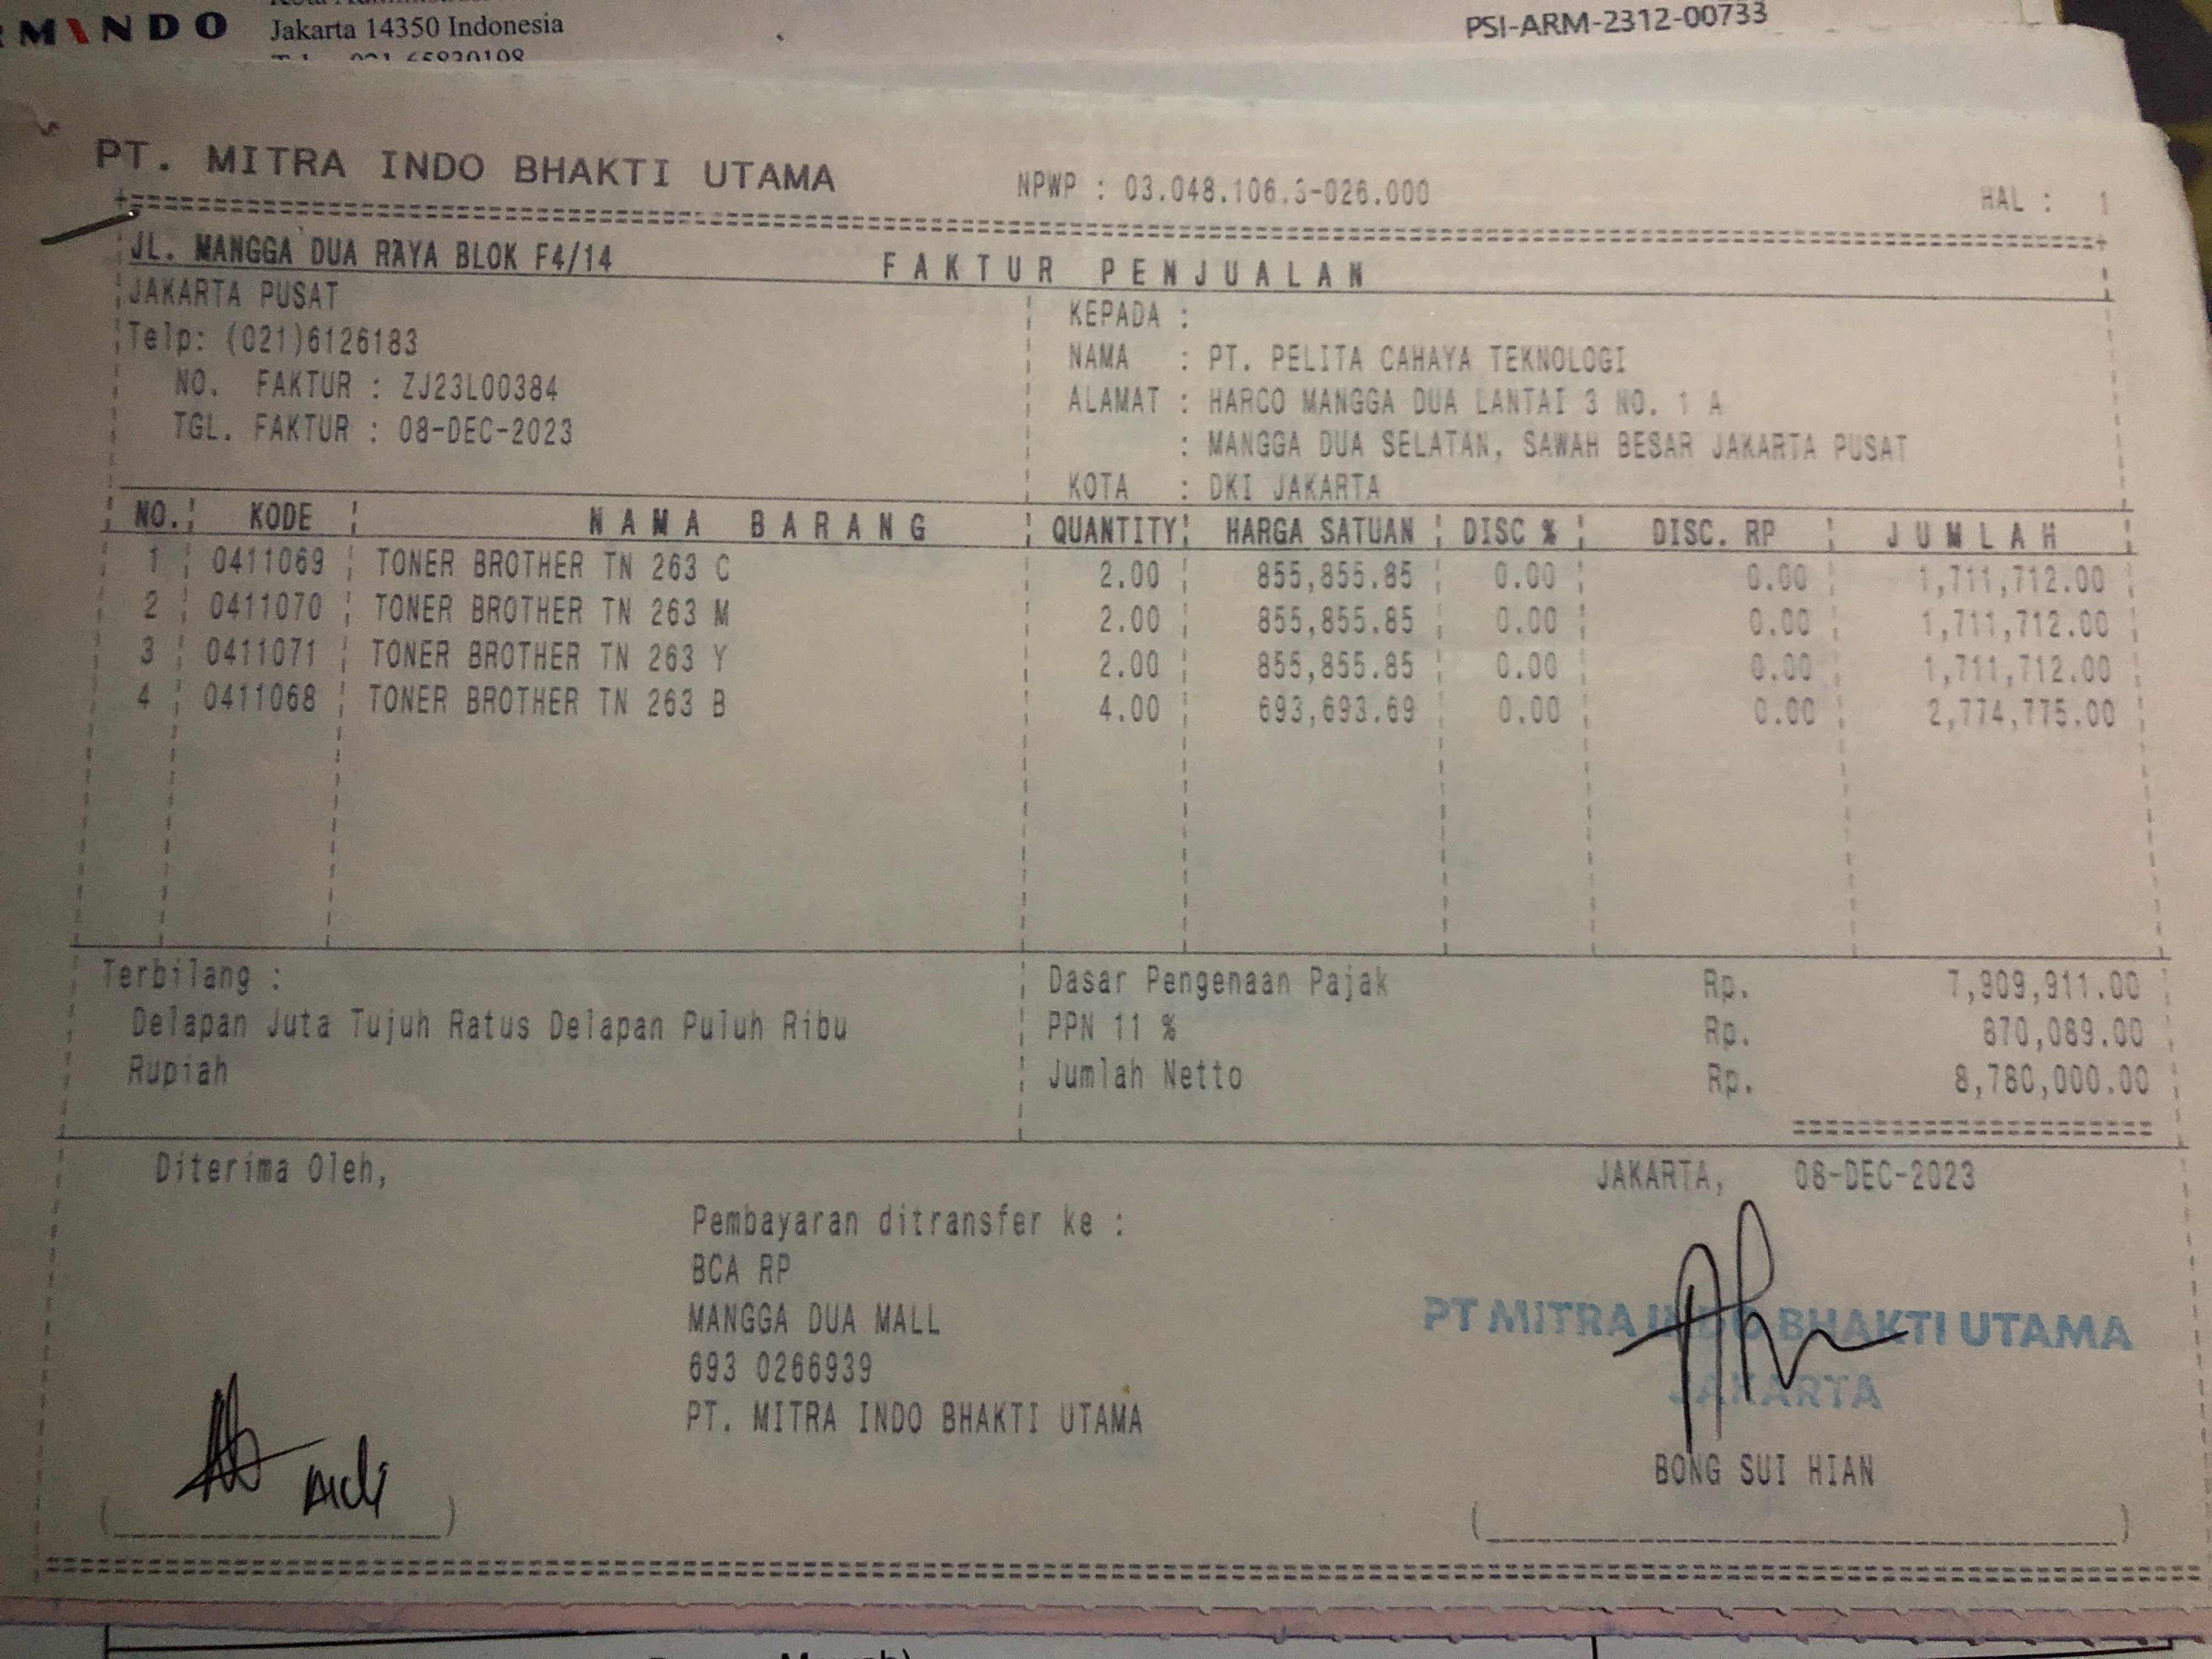 MANDO
Jakarta 14350 Indonesia
PSI-ARM-2312-00733
PT. MITRA INDO BHAKTI UTAMA
NPWP : 03.048.106.3-026.000
HAL : 1
JL. MANGGA DUA RAYA BLOK F4/14
FAKTUR PENJUALAN
JAKARTA PUSAT
Telp: (021)6126183
NO. FAKTUR : ZJ23L00384
TGL. FAKTUR : 08-DEC-2023
KEPADA :
NAMA : PT. PELITA CAHAYA TEKNOLOGI
ALAMAT : HARCO MANGGA DUA LANTAI 3 NO. 1 A
: MANGGA DUA SELATAN, SAWAH BESAR JAKARTA PUSAT
KOTA : DKI JAKARTA
NO. KODE NAMA BARANG QUANTITY HARGA SATUAN DISC % DISC. RP JUMLAH
1 0411069 TONER BROTHER TN 263 C 2.00 855,855.85 0.00 0.00 1,711,712.00
2 0411070 TONER BROTHER TN 263 M 2.00 855,855.85 0.00 0.00 1,711,712.00
3 0411071 TONER BROTHER TN 263 Y 2.00 855,855.85 0.00 0.00 1,711,712.00
4 0411068 TONER BROTHER TN 263 B 4.00 693,693.69 0.00 0.00 2,774,775.00
Terbilang :
Delapan Juta Tujuh Ratus Delapan Puluh Ribu
Rupiah
Dasar Pengenaan Pajak Rp. 7,909,911.00
PPN 11 % Rp. 870,089.00
Jumlah Netto Rp. 8,780,000.00
Diterima Oleh,
JAKARTA, 08-DEC-2023
Pembayaran ditransfer ke :
BCA RP
MANGGA DUA MALL
693 0266939
PT. MITRA INDO BHAKTI UTAMA
PT MITRA INDO BHAKTI UTAMA
JAKARTA
BONG SUI HIAN